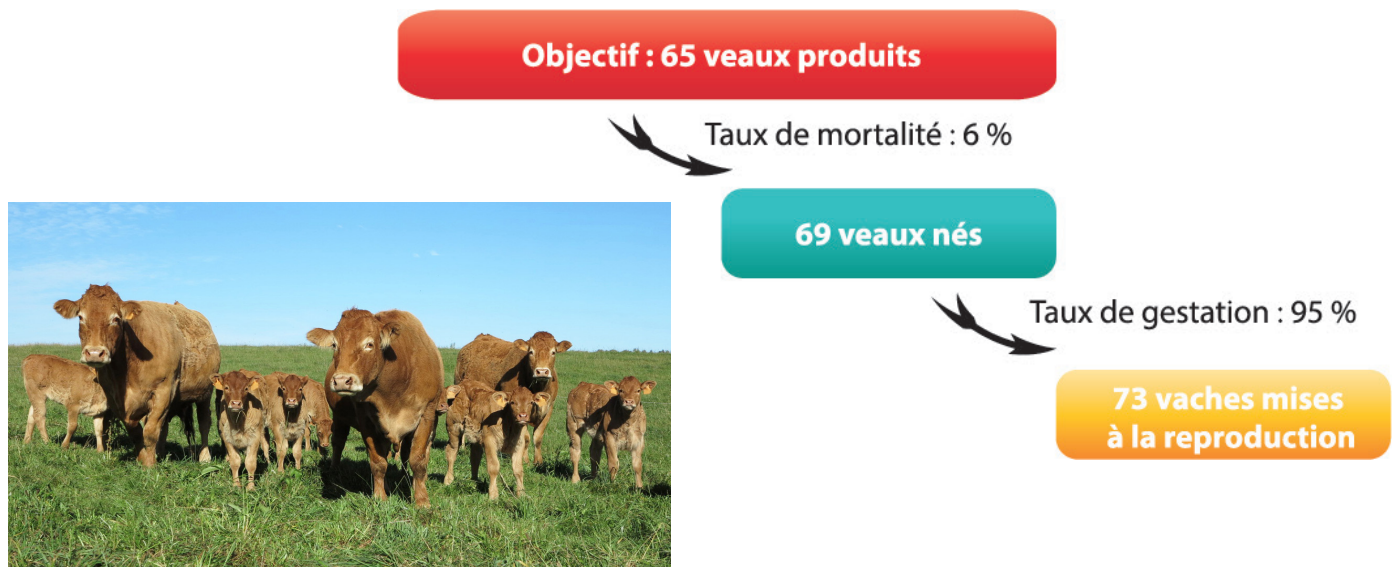 Objectif : 65 veaux produits
Taux de mortalité : 6 %
69 veaux nés
Taux de gestation : 95 %
73 vaches mises
à la reproduction